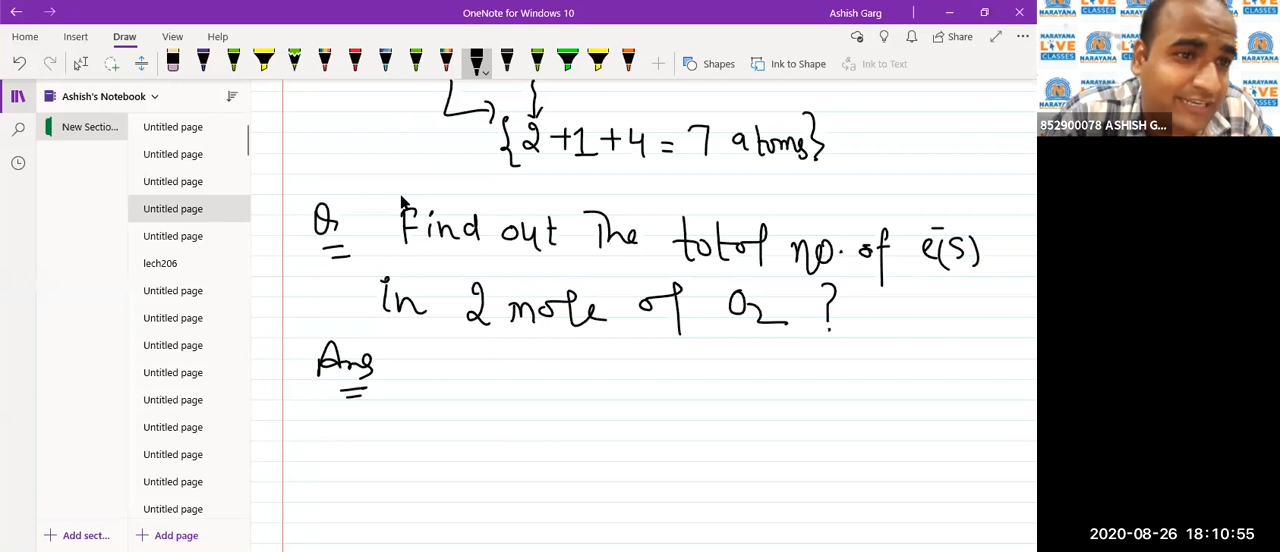 OneNote for Windows 10
Ashish Garg
Home
Insert
Draw
View
Help
Share
Shapes
Ink to Shape
Ink to Text
Ashish's Notebook
New Sectio...
Untitled page
Untitled page
Untitled page
Untitled page
Untitled page
lech206
Untitled page
Untitled page
Untitled page
Untitled page
Untitled page
Untitled page
Untitled page
Untitled page
Untitled page
Add sect...
Add page
{2+1+4 = 7 atoms}
Q Find out The total no. of e̅(s)
in 2 mole of O2 ?
Ans
NARAYANA
LIVE
CLASSES
852900078 ASHISH G...
2020-08-26 18:10:55